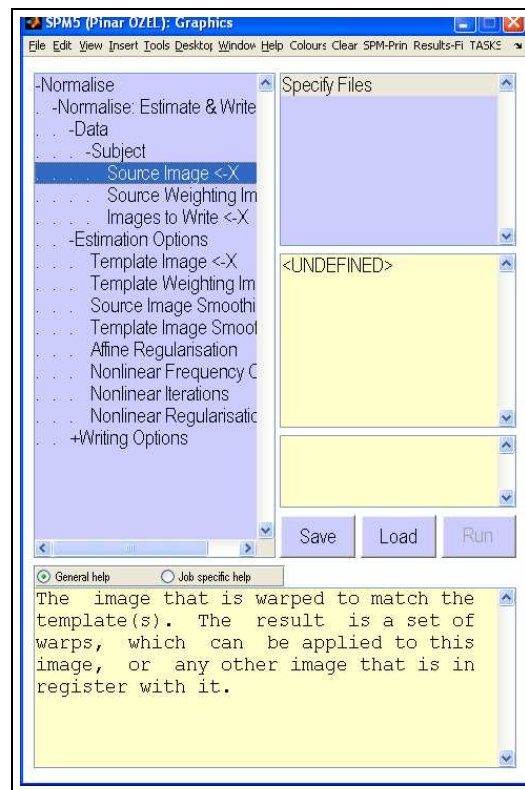 SPM5 (Pinar OZEL): Graphics
File Edit View Insert Tools Desktop Window Help Colours Clear SPM-Prin Results-Fi TASKS
-Normalise
. -Normalise: Estimate & Write
. . -Data
. . . -Subject
. . . . Source Image <-X
. . . . Source Weighting Im
. . . . Images to Write <-X
. . -Estimation Options
. . . Template Image <-X
. . . Template Weighting Im
. . . Source Image Smoothi
. . . Template Image Smoot
. . . Affine Regularisation
. . . Nonlinear Frequency C
. . . Nonlinear Iterations
. . . Nonlinear Regularisatic
. . +Writing Options
Specify Files
<UNDEFINED>
Save Load Run
General help Job specific help
The image that is warped to match the
template(s). The result is a set of
warps, which can be applied to this
image, or any other image that is in
register with it.